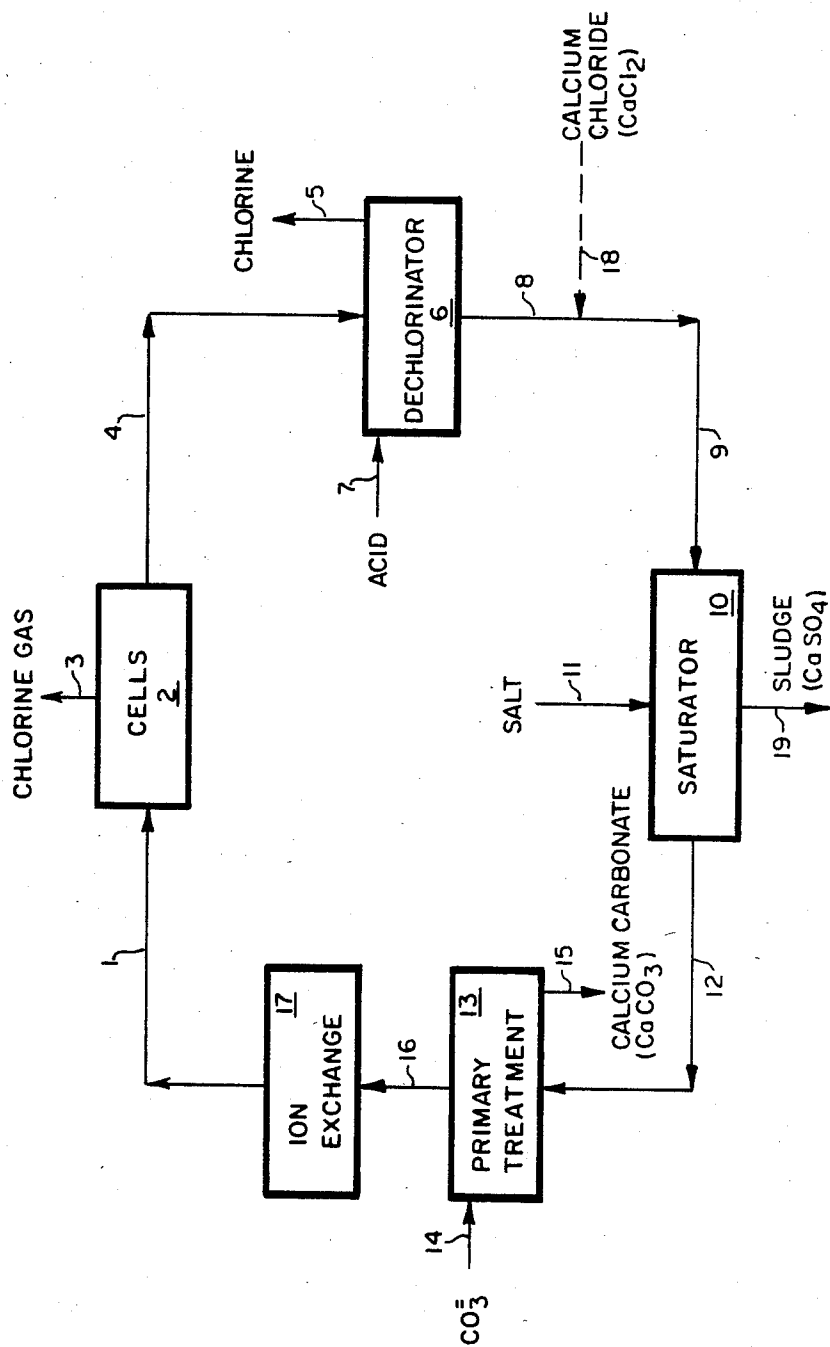 CHLORINE GAS
3
CELLS
2
1
4
CHLORINE
5
DECHLORINATOR
6
7
ACID
8
18
CALCIUM
CHLORIDE
(CaCl2)
9
SALT
11
SATURATOR
10
19
SLUDGE
(Ca SO4)
12
17
ION
EXCHANGE
16
13
PRIMARY
TREATMENT
15
CALCIUM CARBONATE
(CaCO3)
14
CO3=